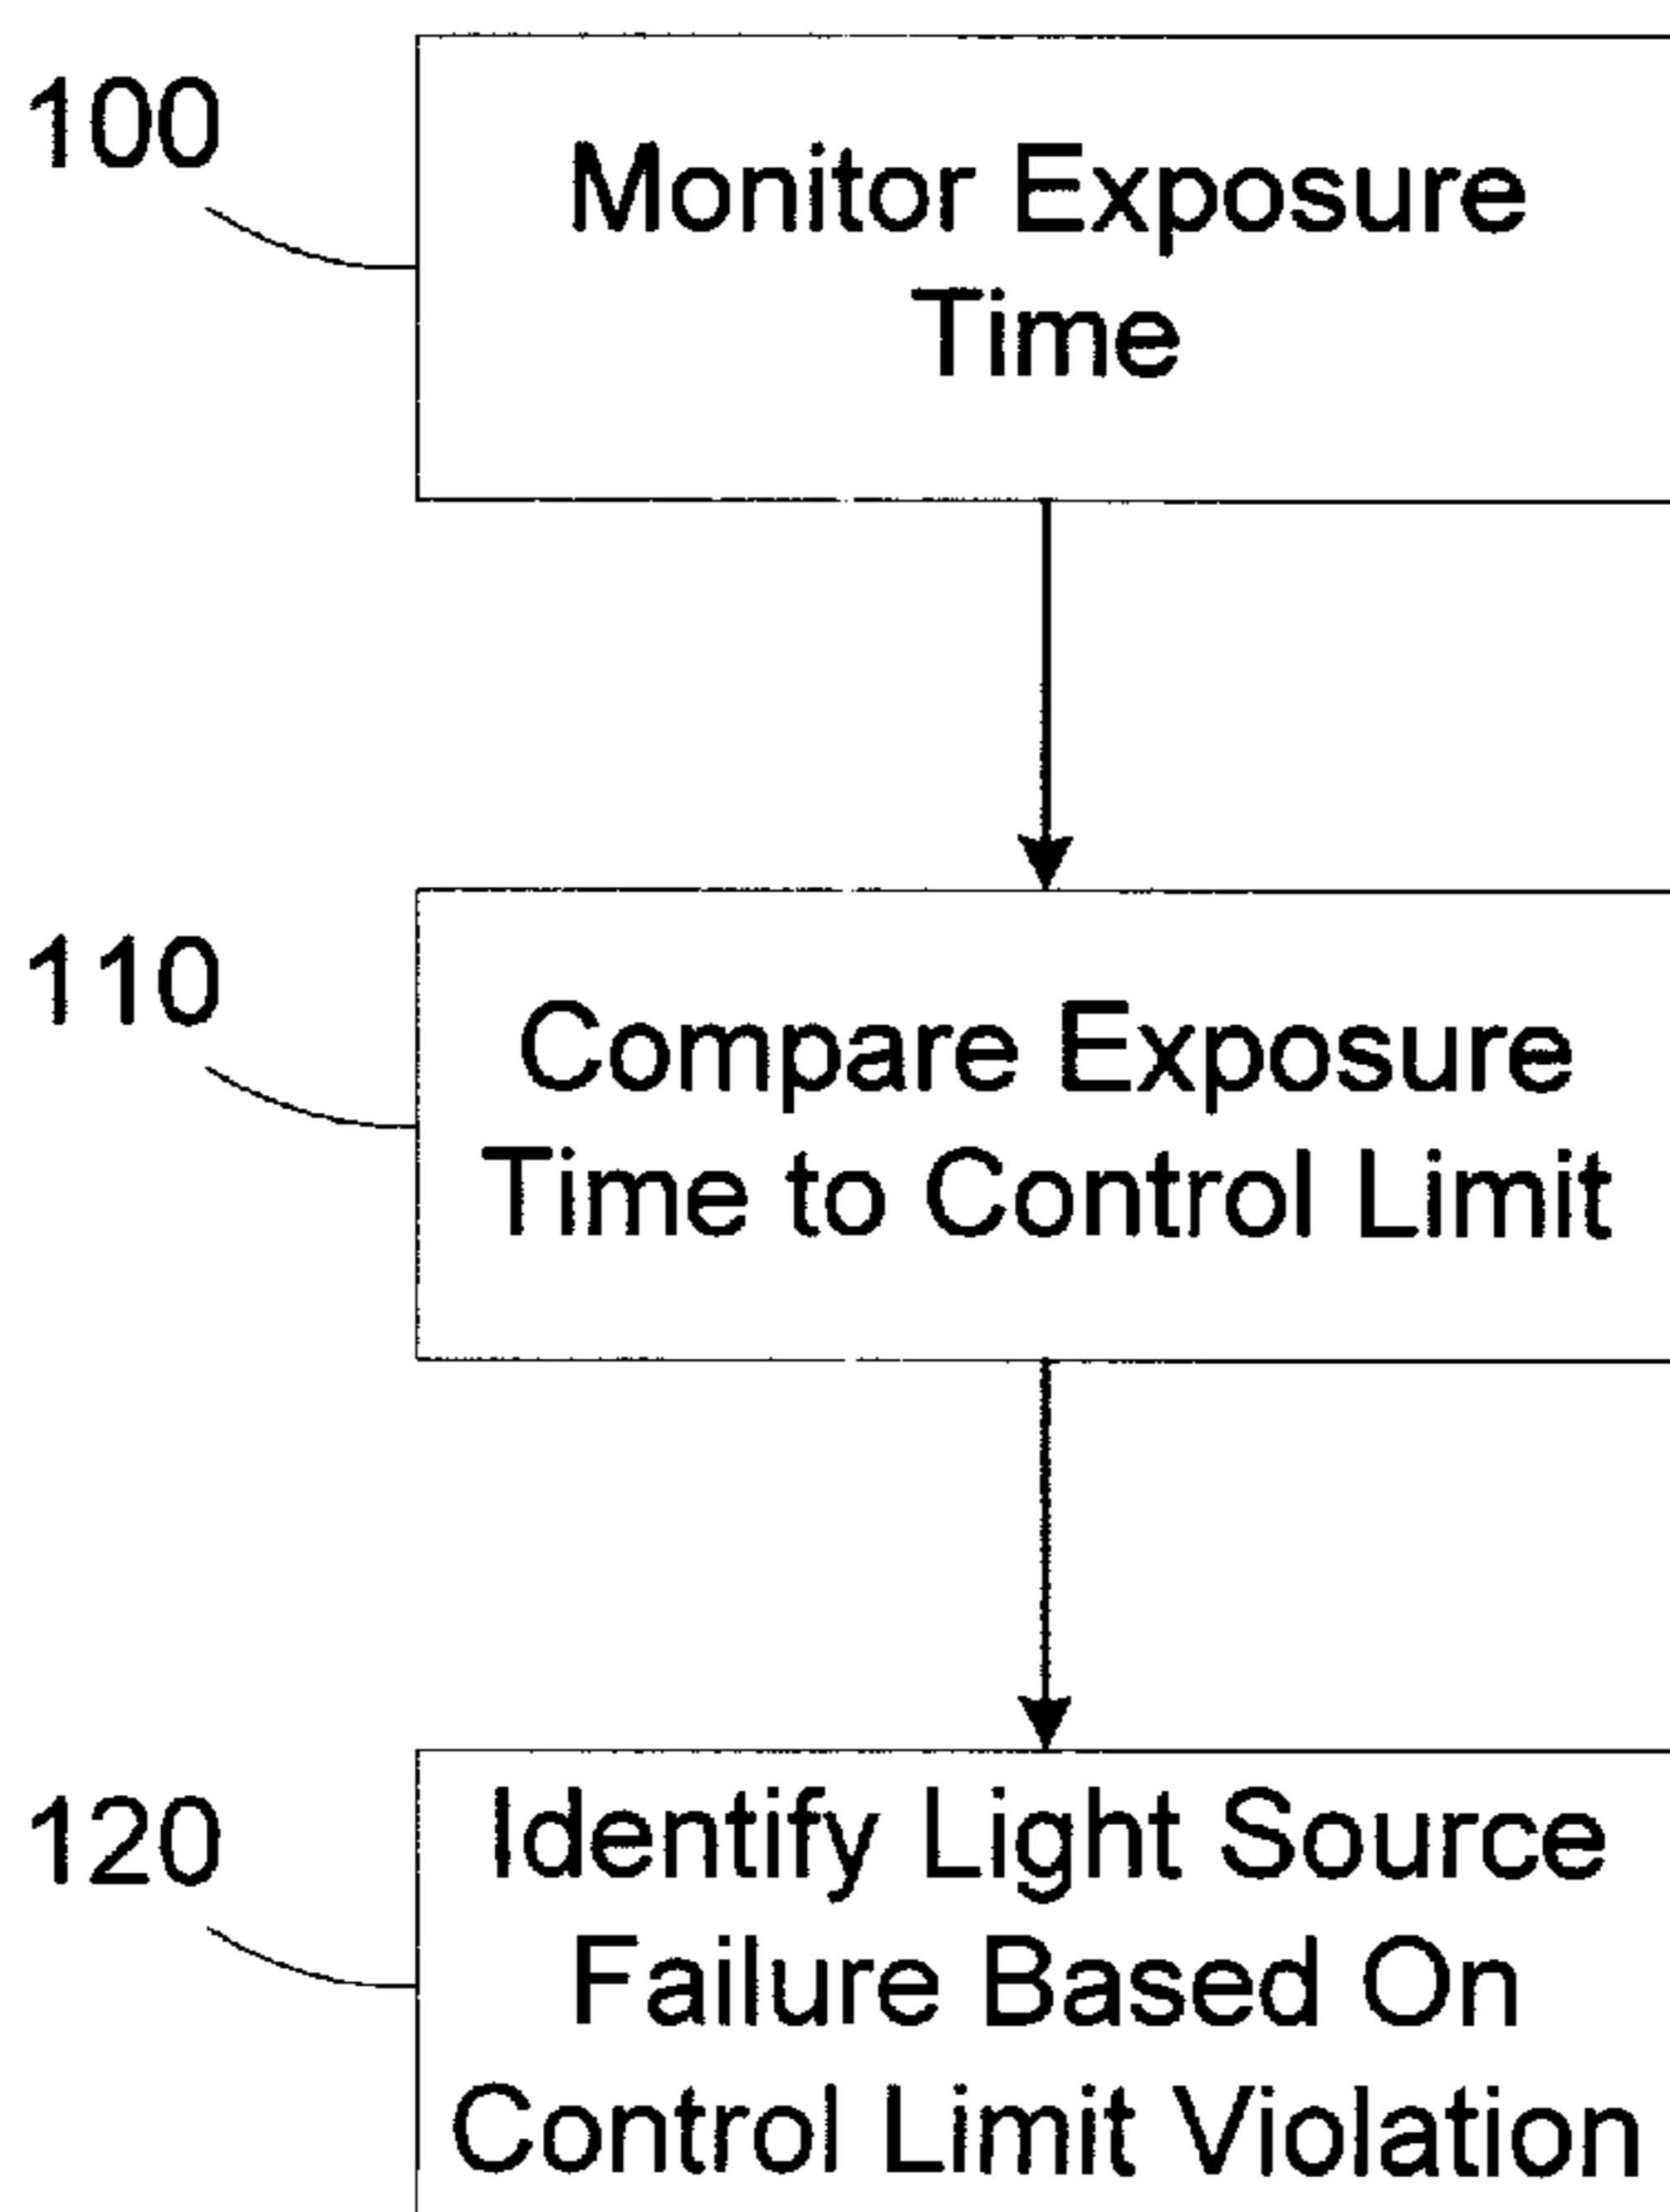 100
Monitor Exposure
Time
110
Compare Exposure
Time to Control Limit
120
Identify Light Source
Failure Based On
Control Limit Violation